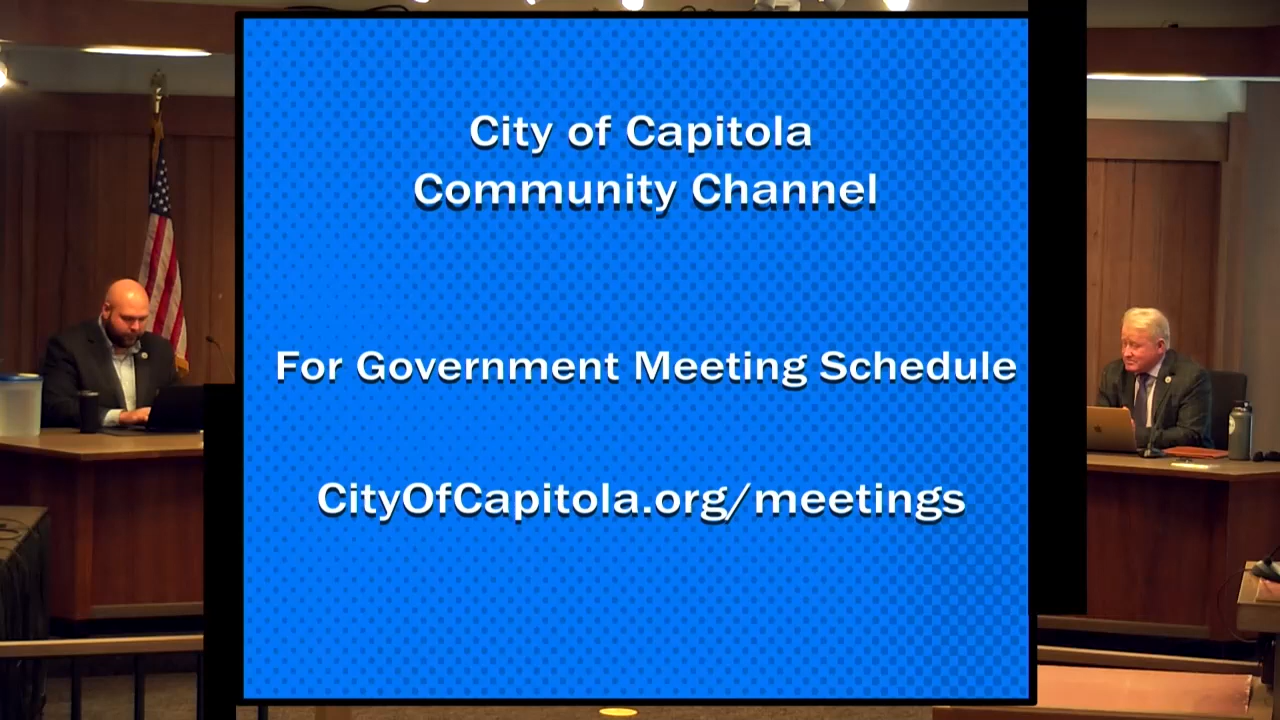 City of Capitola
Community Channel
For Government Meeting Schedule
CityOfCapitola.org/meetings